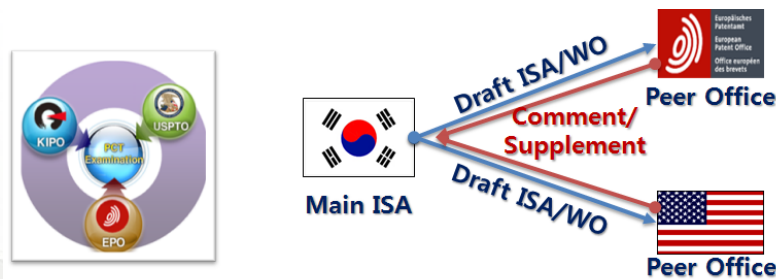 KIPO
USPTO
PCT
Examination
EPO
Main ISA
Draft ISA/WO
Comment/
Supplement
Draft ISA/WO
Europäisches
Patentamt
European
Patent Office
Office européen
des brevets
Peer Office
Peer Office